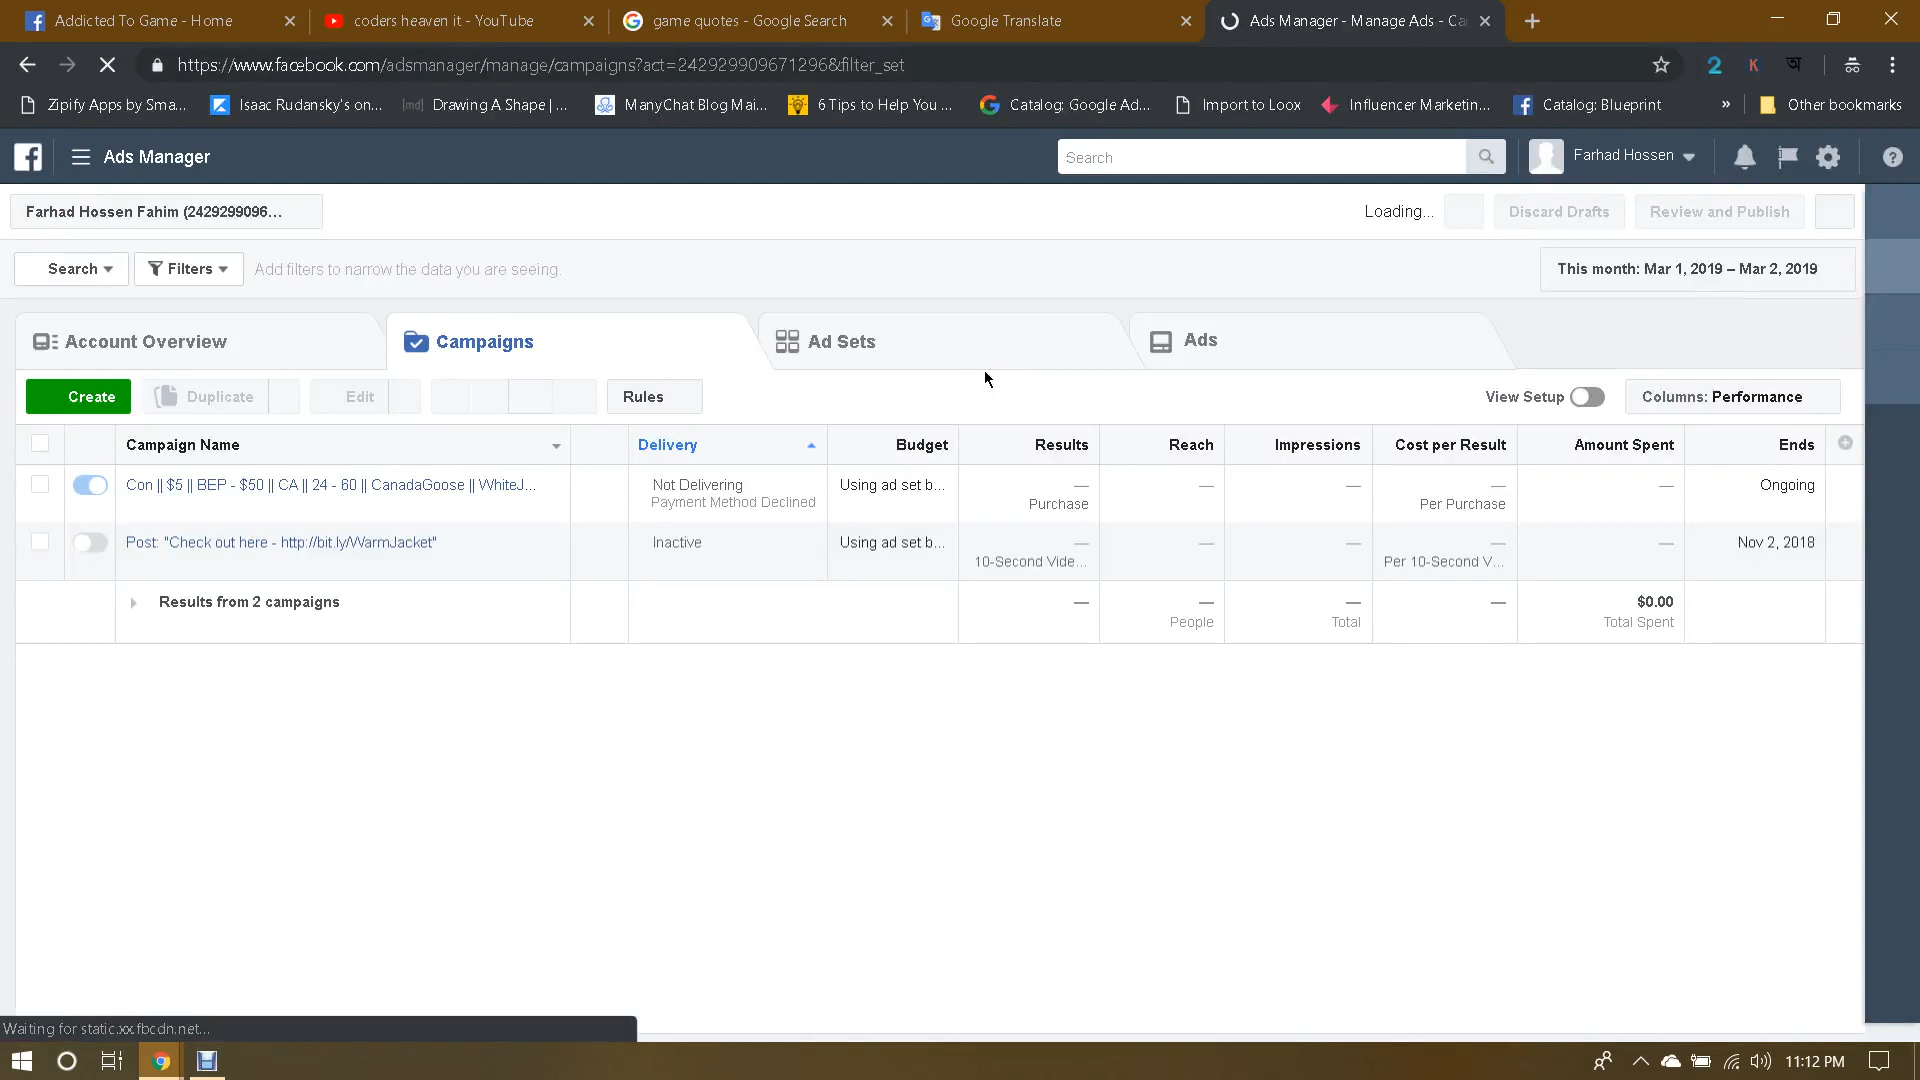 Addicted To Game - Home
coders heaven it - YouTube
game quotes - Google Search
Google Translate
Ads Manager - Manage Ads - Ca
https://www.facebook.com/adsmanager/manage/campaigns?act=242929909671296&filter_set
Zipify Apps by Sma...
Isaac Rudansky's on...
[md] Drawing A Shape | ...
ManyChat Blog Mai...
6 Tips to Help You ...
Catalog: Google Ad...
Import to Loox
Influencer Marketin...
Catalog: Blueprint
»
Other bookmarks
Ads Manager
Search
Farhad Hossen
Farhad Hossen Fahim (2429299096...
Loading...
Discard Drafts
Review and Publish
Search
Filters
Add filters to narrow the data you are seeing.
This month: Mar 1, 2019 – Mar 2, 2019
Account Overview
Campaigns
Ad Sets
Ads
Create
Duplicate
Edit
Rules
View Setup
Columns: Performance
Campaign Name Delivery Budget Results Reach Impressions Cost per Result Amount Spent Ends
Con || $5 || BEP - $50 || CA || 24 - 60 || CanadaGoose || WhiteJ... Not Delivering Using ad set b... — — — — — Ongoing
Payment Method Declined Purchase Per Purchase
Post: "Check out here - http://bit.ly/WarmJacket" Inactive Using ad set b... — — — — — Nov 2, 2018
10-Second Vide... Per 10-Second V...
Results from 2 campaigns — — — — $0.00
People Total Total Spent
Waiting for static.xx.fbcdn.net...
11:12 PM